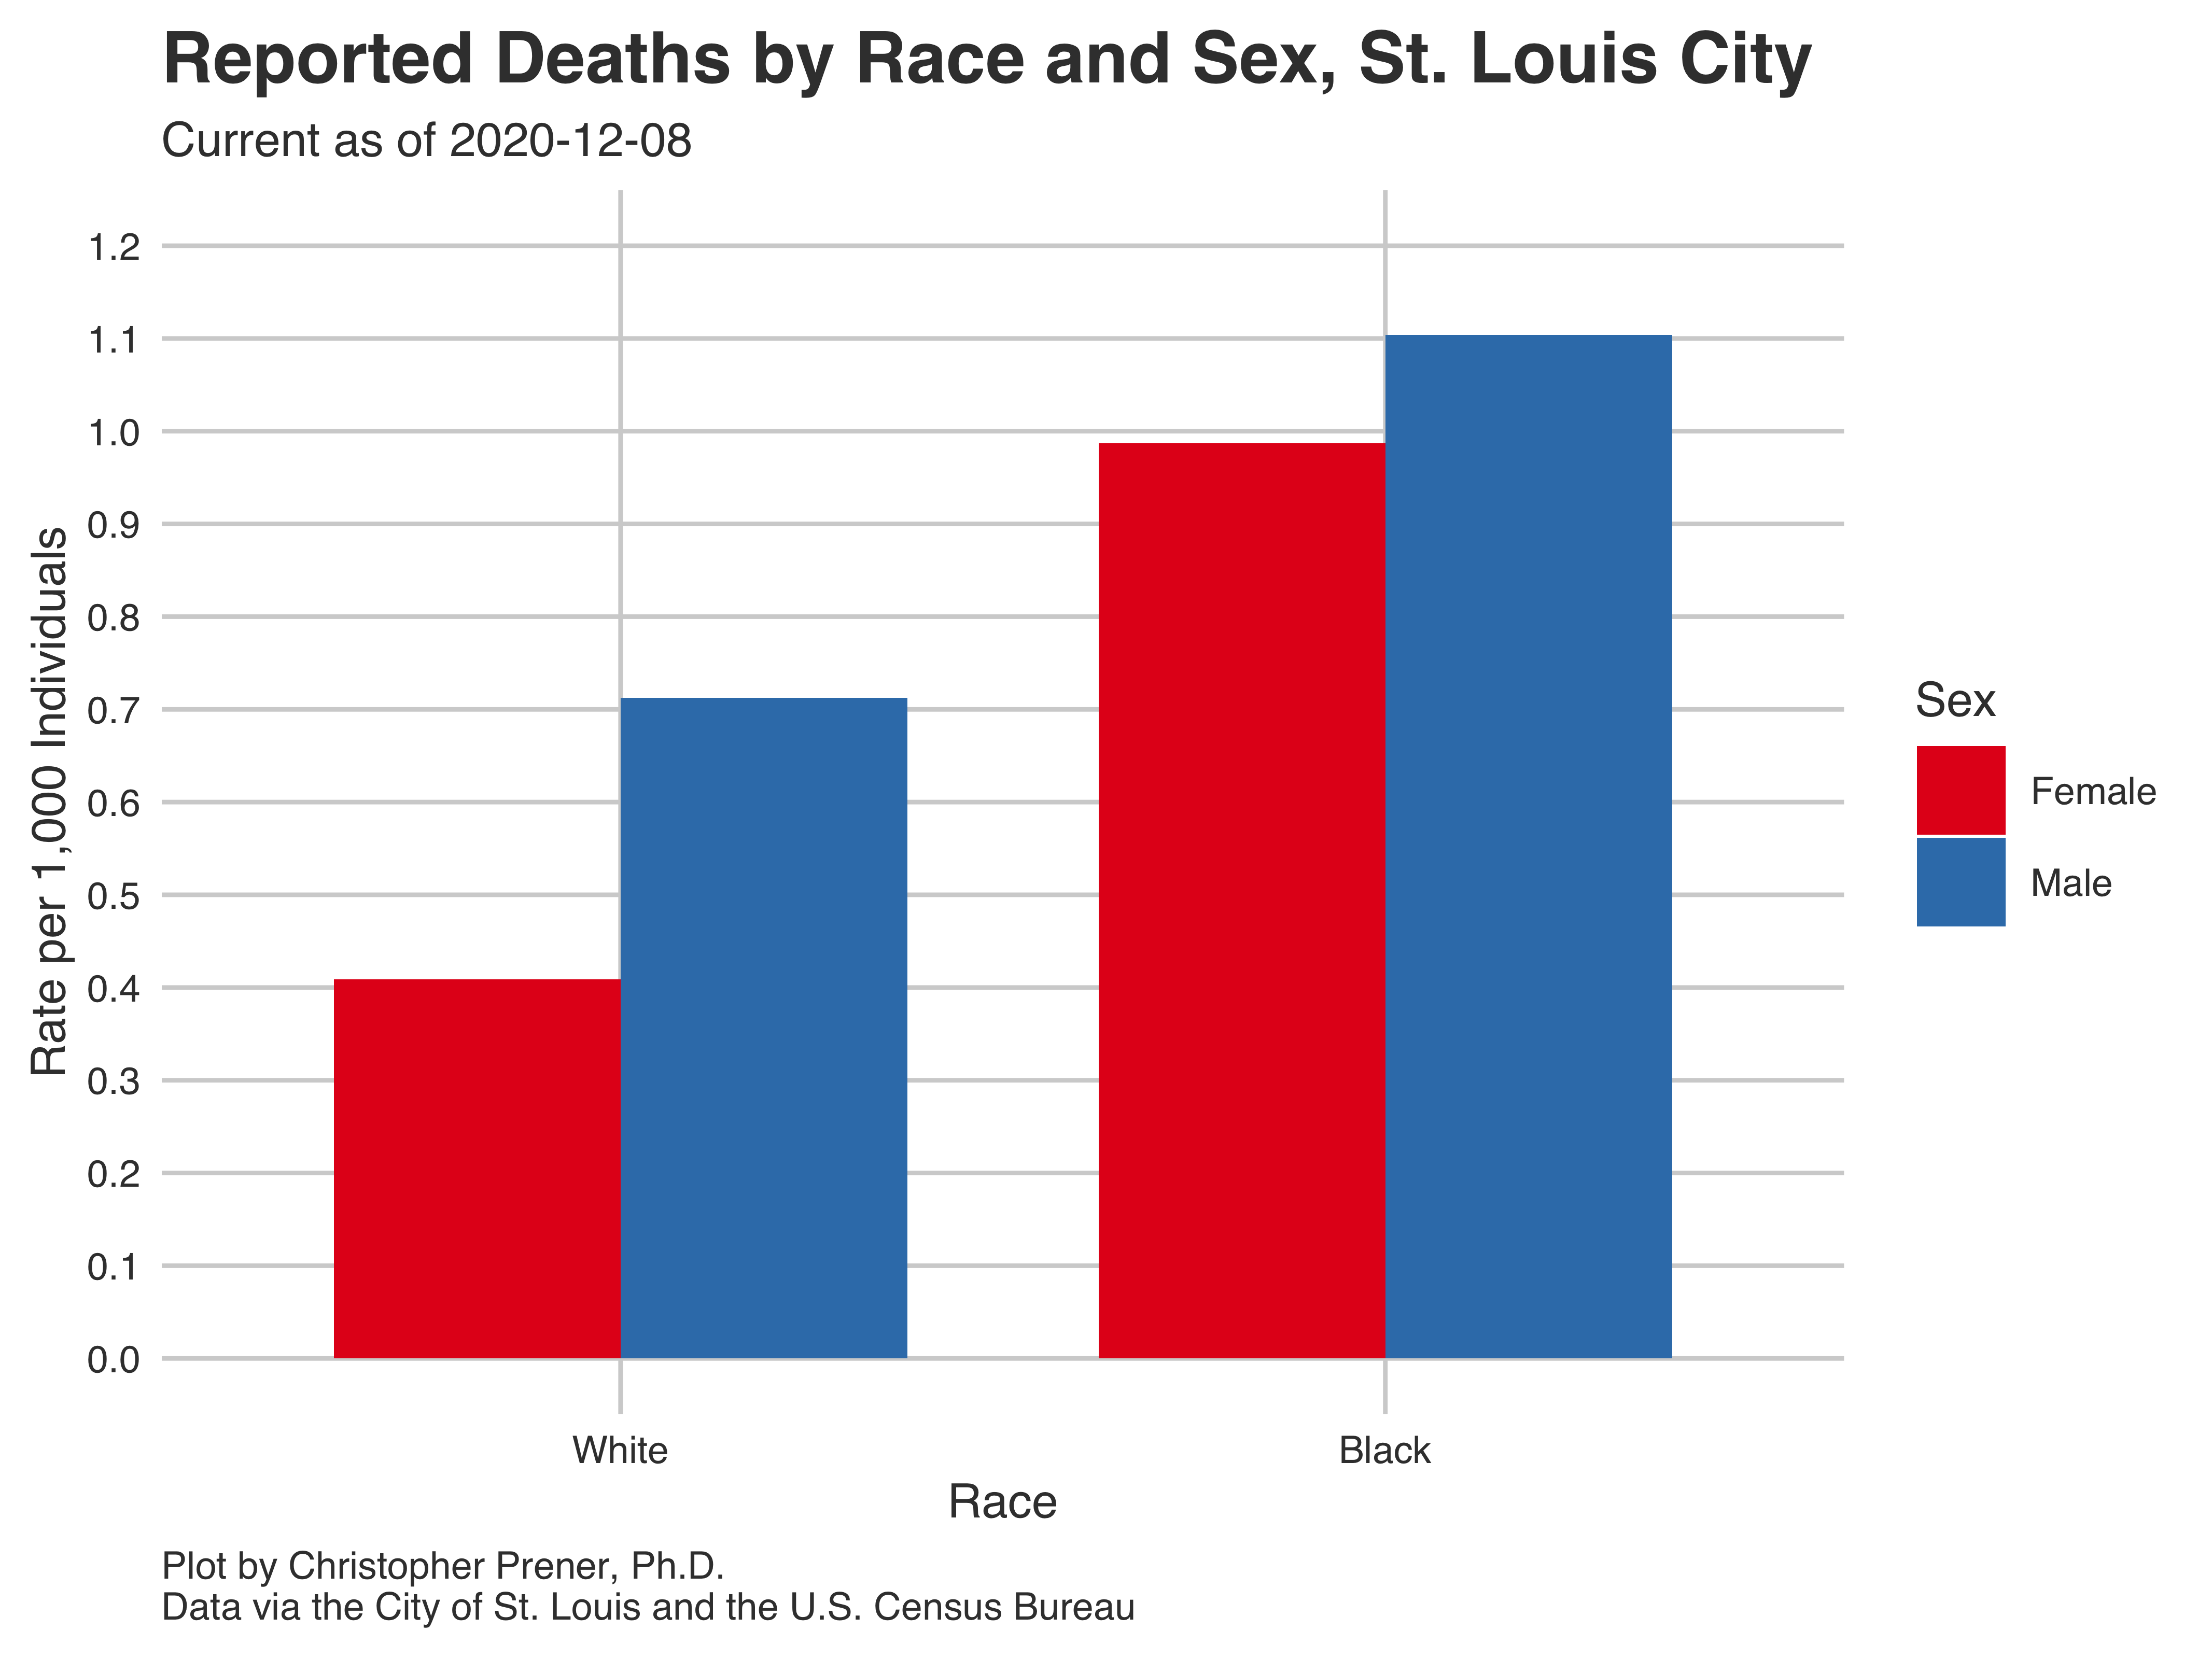 Reported Deaths by Race and Sex, St. Louis City
Current as of 2020-12-08
Rate per 1,000 Individuals
1.2
1.1
1.0
0.9
0.8
0.7
0.6
0.5
0.4
0.3
0.2
0.1
0.0
White
Black
Race
Sex
Female
Male
Plot by Christopher Prener, Ph.D.
Data via the City of St. Louis and the U.S. Census Bureau